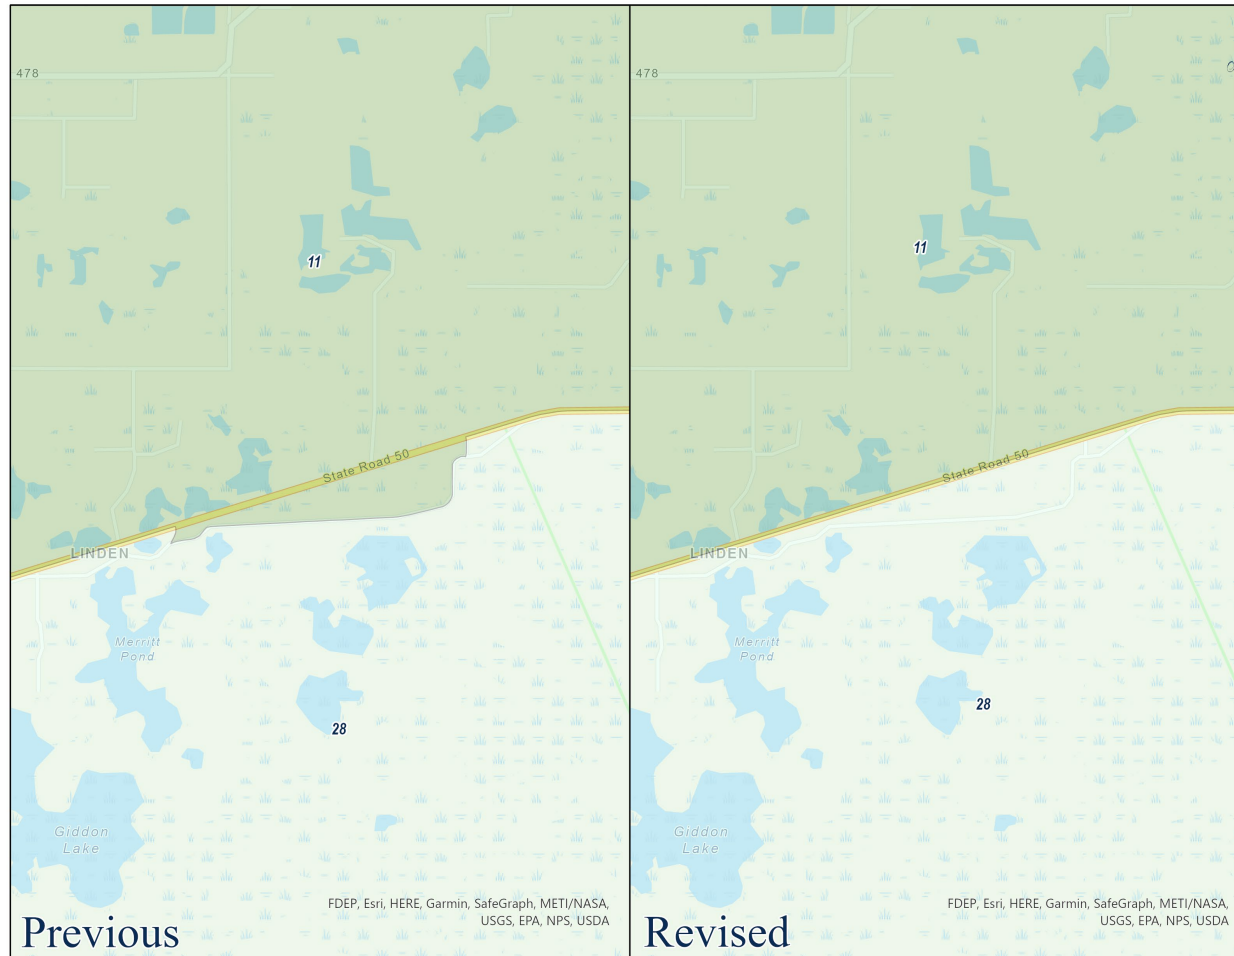 478
11
State Road 50
LINDEN
Merritt
Pond
28
Giddon
Lake
FDEP, Esri, HERE, Garmin, SafeGraph, METI/NASA,
USGS, EPA, NPS, USDA
Previous
478
11
State Road 50
LINDEN
Merritt
Pond
28
Giddon
Lake
FDEP, Esri, HERE, Garmin, SafeGraph, METI/NASA,
USGS, EPA, NPS, USDA
Revised